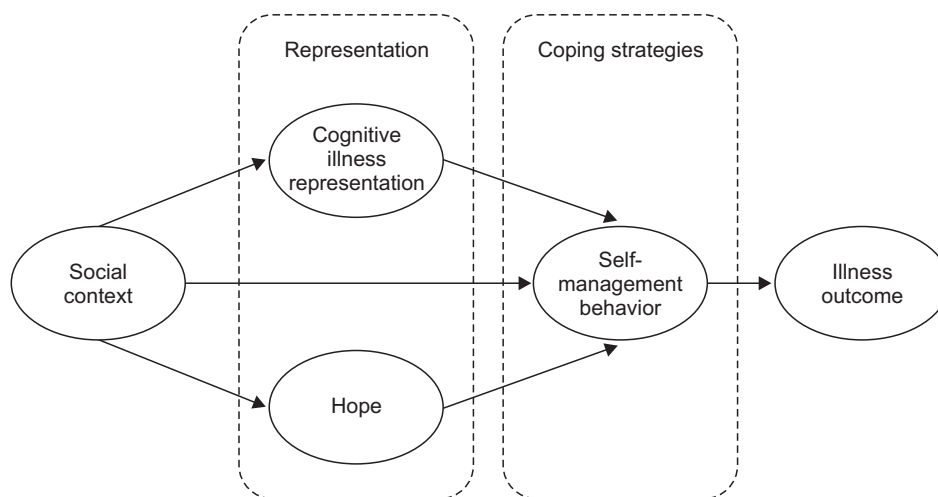 Representation
Coping strategies
Cognitive
illness
representation
Social
context
Self-
management
behavior
Illness
outcome
Hope